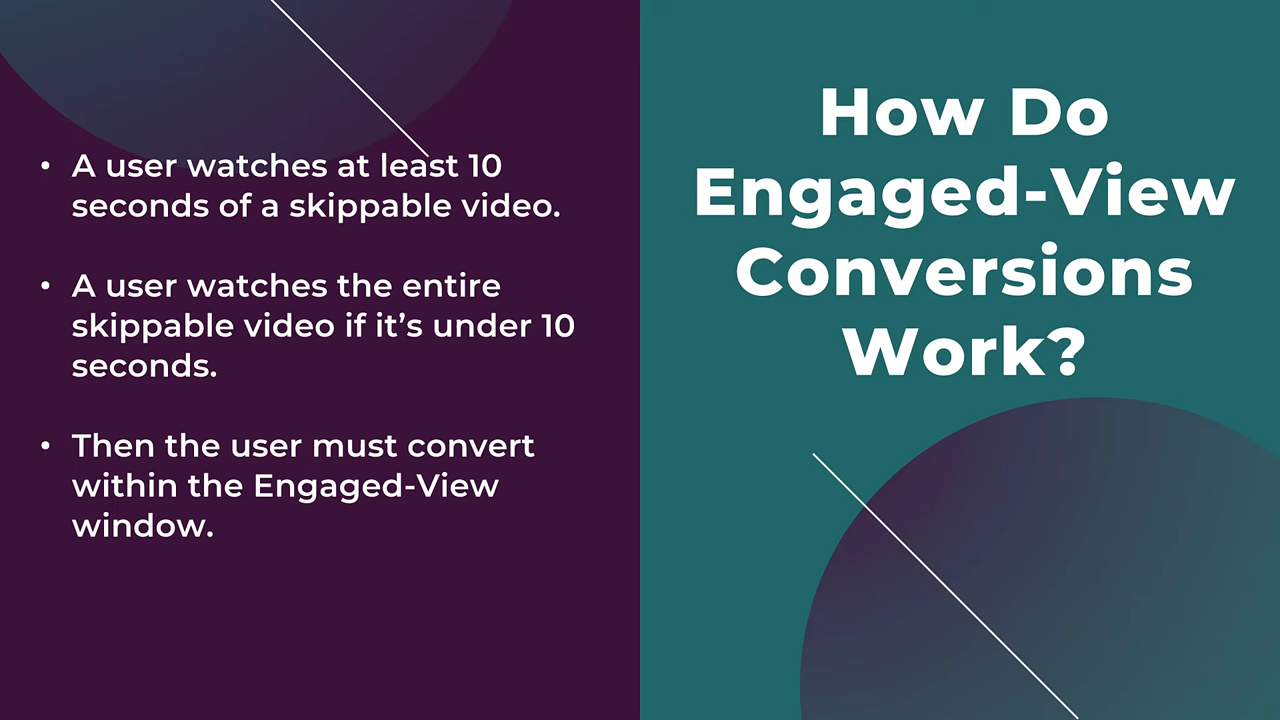 • A user watches at least 10
seconds of a skippable video.
• A user watches the entire
skippable video if it’s under 10
seconds.
• Then the user must convert
within the Engaged-View
window.
How Do
Engaged-View
Conversions
Work?